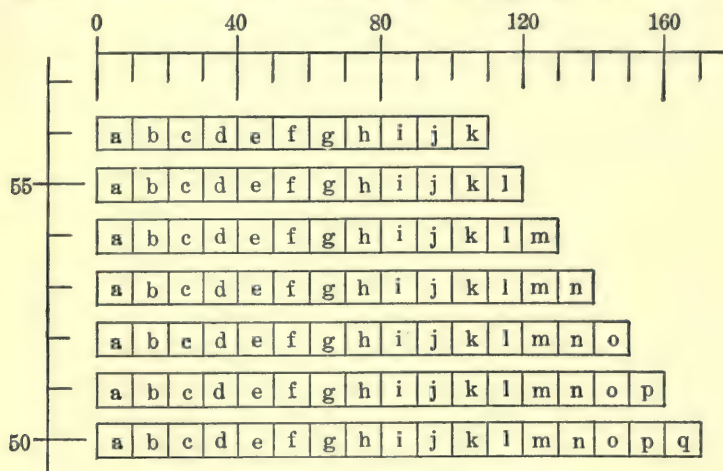 0 40 80 120 160
a b c d e f g h i j k
55 a b c d e f g h i j k l
a b c d e f g h i j k l m
a b c d e f g h i j k l m n
a b c d e f g h i j k l m n o
a b c d e f g h i j k l m n o p
50 a b c d e f g h i j k l m n o p q